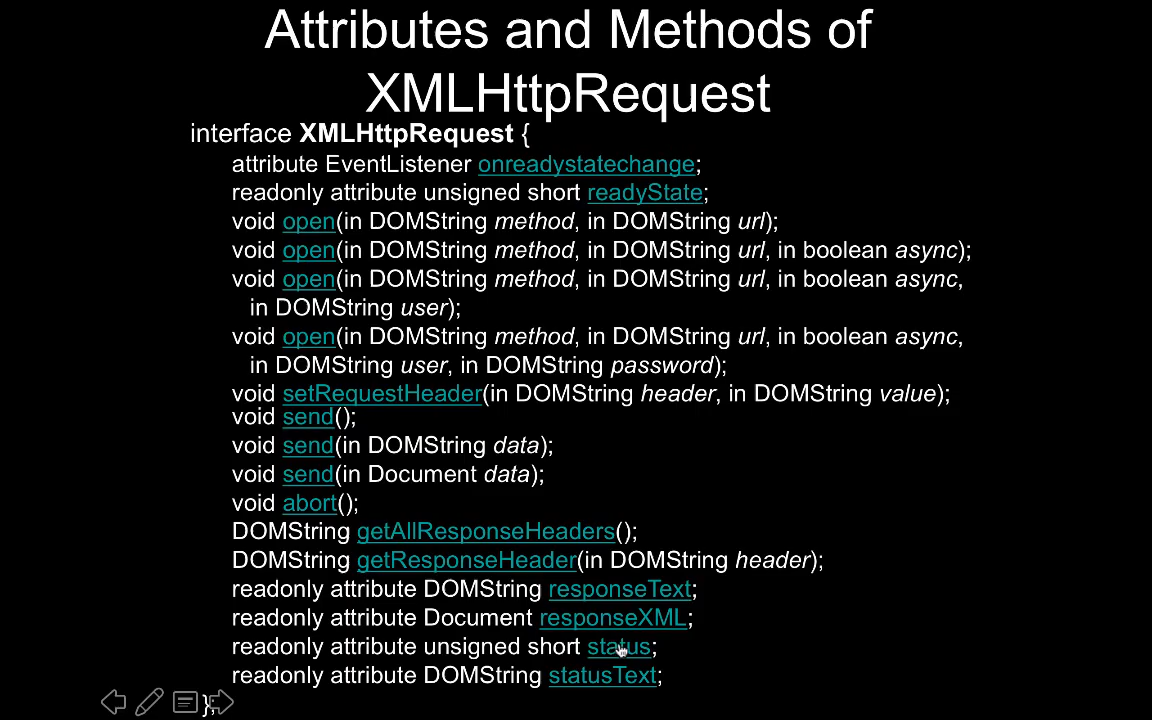 Attributes and Methods of
XMLHttpRequest
interface XMLHttpRequest {
attribute EventListener onreadystatechange;
readonly attribute unsigned short readyState;
void open(in DOMString method, in DOMString url);
void open(in DOMString method, in DOMString url, in boolean async);
void open(in DOMString method, in DOMString url, in boolean async,
in DOMString user);
void open(in DOMString method, in DOMString url, in boolean async,
in DOMString user, in DOMString password);
void setRequestHeader(in DOMString header, in DOMString value);
void send();
void send(in DOMString data);
void send(in Document data);
void abort();
DOMString getAllResponseHeaders();
DOMString getResponseHeader(in DOMString header);
readonly attribute DOMString responseText;
readonly attribute Document responseXML;
readonly attribute unsigned short status;
readonly attribute DOMString statusText;
};